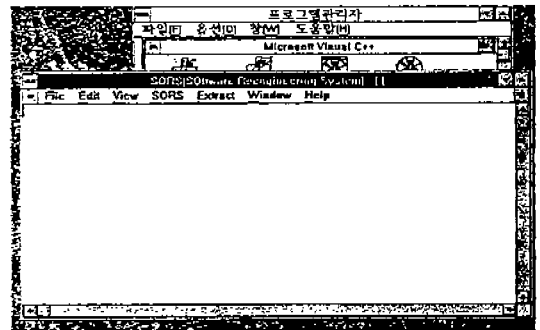 프로그램관리자
파일[F] 옵션[O] 창[W] 도움말[H]
Microsoft Visual C++
SORS[SOftware Reengineering System] - [ ]
File Edit View SORS Extract Window Help